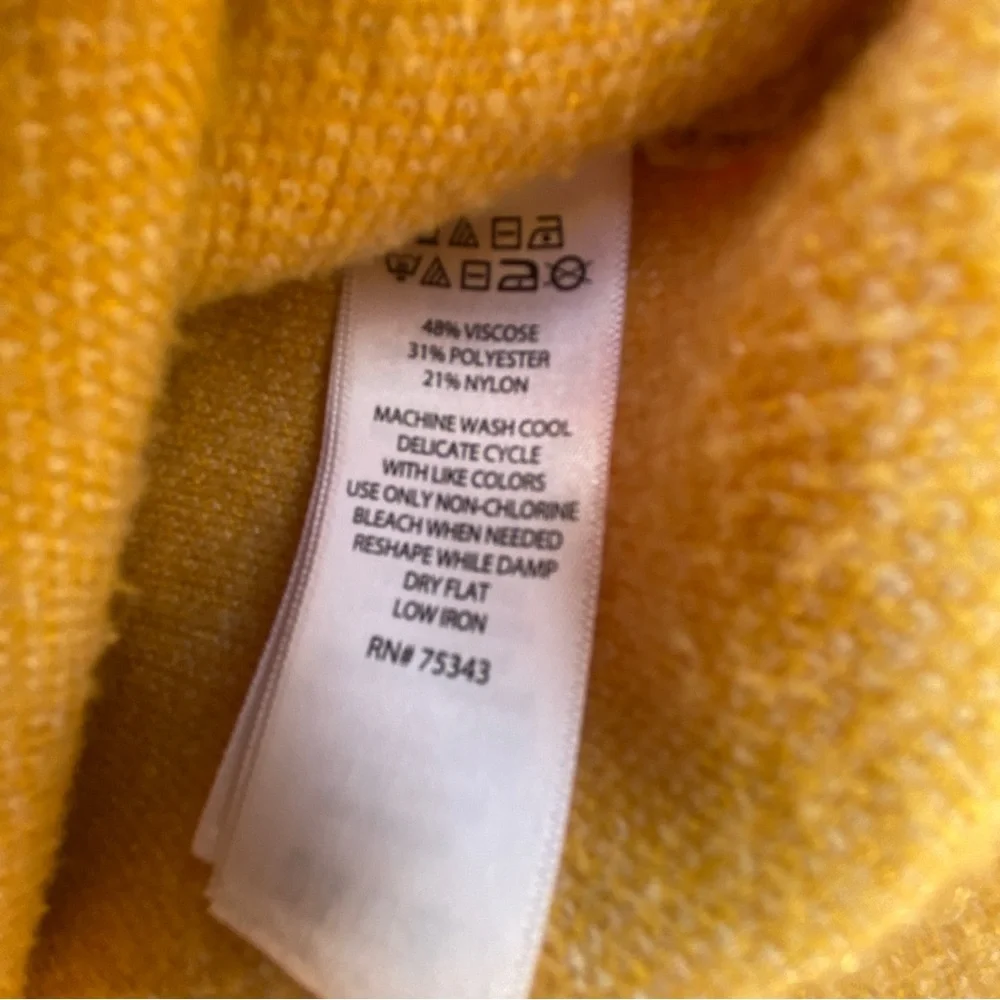 48% VISCOSE
31% POLYESTER
21% NYLON
MACHINE WASH COOL
DELICATE CYCLE
WITH LIKE COLORS
USE ONLY NON-CHLORINE
BLEACH WHEN NEEDED
RESHAPE WHILE DAMP
DRY FLAT
LOW IRON
RN# 75343